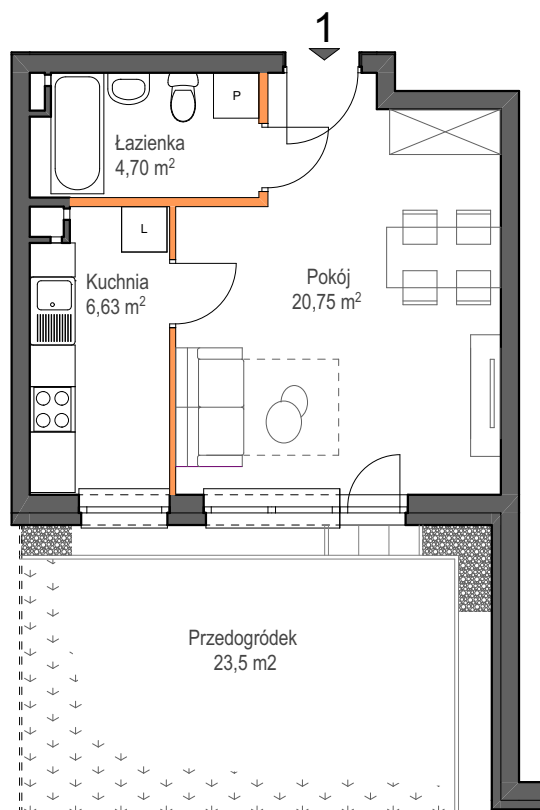 1
P
Łazienka
4,70 m²
L
Kuchnia
6,63 m²
Pokój
20,75 m²
Przedogródek
23,5 m2